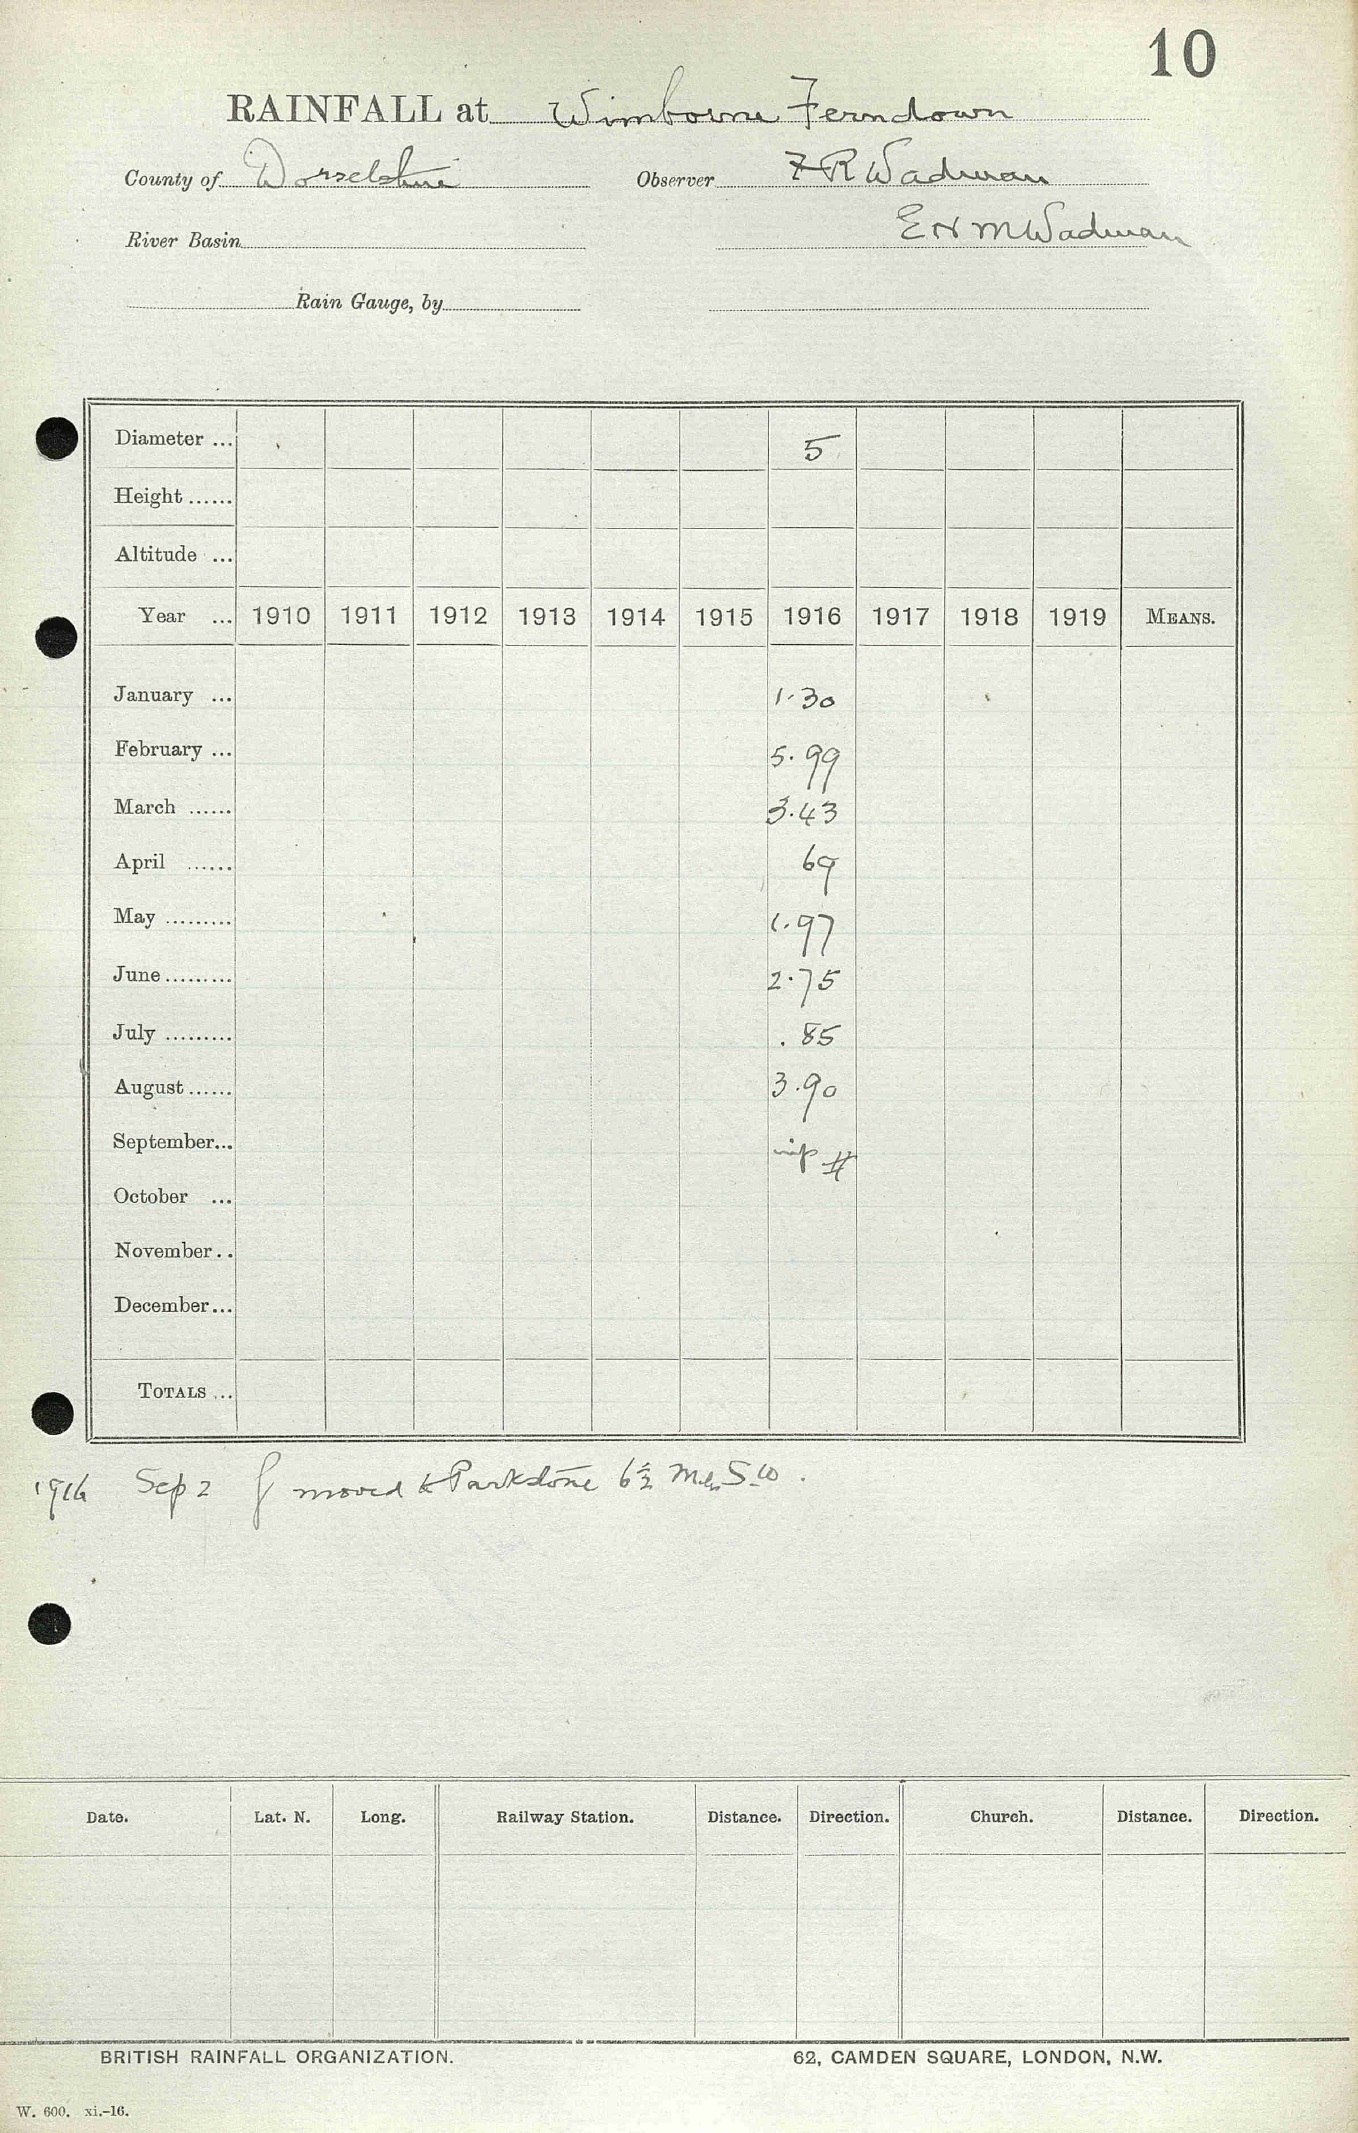 10
RAINFALL at Wimborne Ferndown
County of Dorsetshire Observer F R Wadman
River Basin E H M Wadman
Rain Gauge, by
Diameter ... 5
Height ......
Altitude ...
Year ... 1910 1911 1912 1913 1914 1915 1916 1917 1918 1919 MEANS.
January ... 1.30
February ... 5.99
March ...... 3.43
April ...... 69
May ......... 1.97
June ......... 2.75
July ......... .85
August ...... 3.90
September... #
October ...
November ..
December...
TOTALS ...
1916 Sep 2 moved to Parkstone 6½ Mls S.W.
Date. Lat. N. Long. Railway Station. Distance. Direction. Church. Distance. Direction.
BRITISH RAINFALL ORGANIZATION. 62, CAMDEN SQUARE, LONDON, N.W.
W. 600. xi.-16.